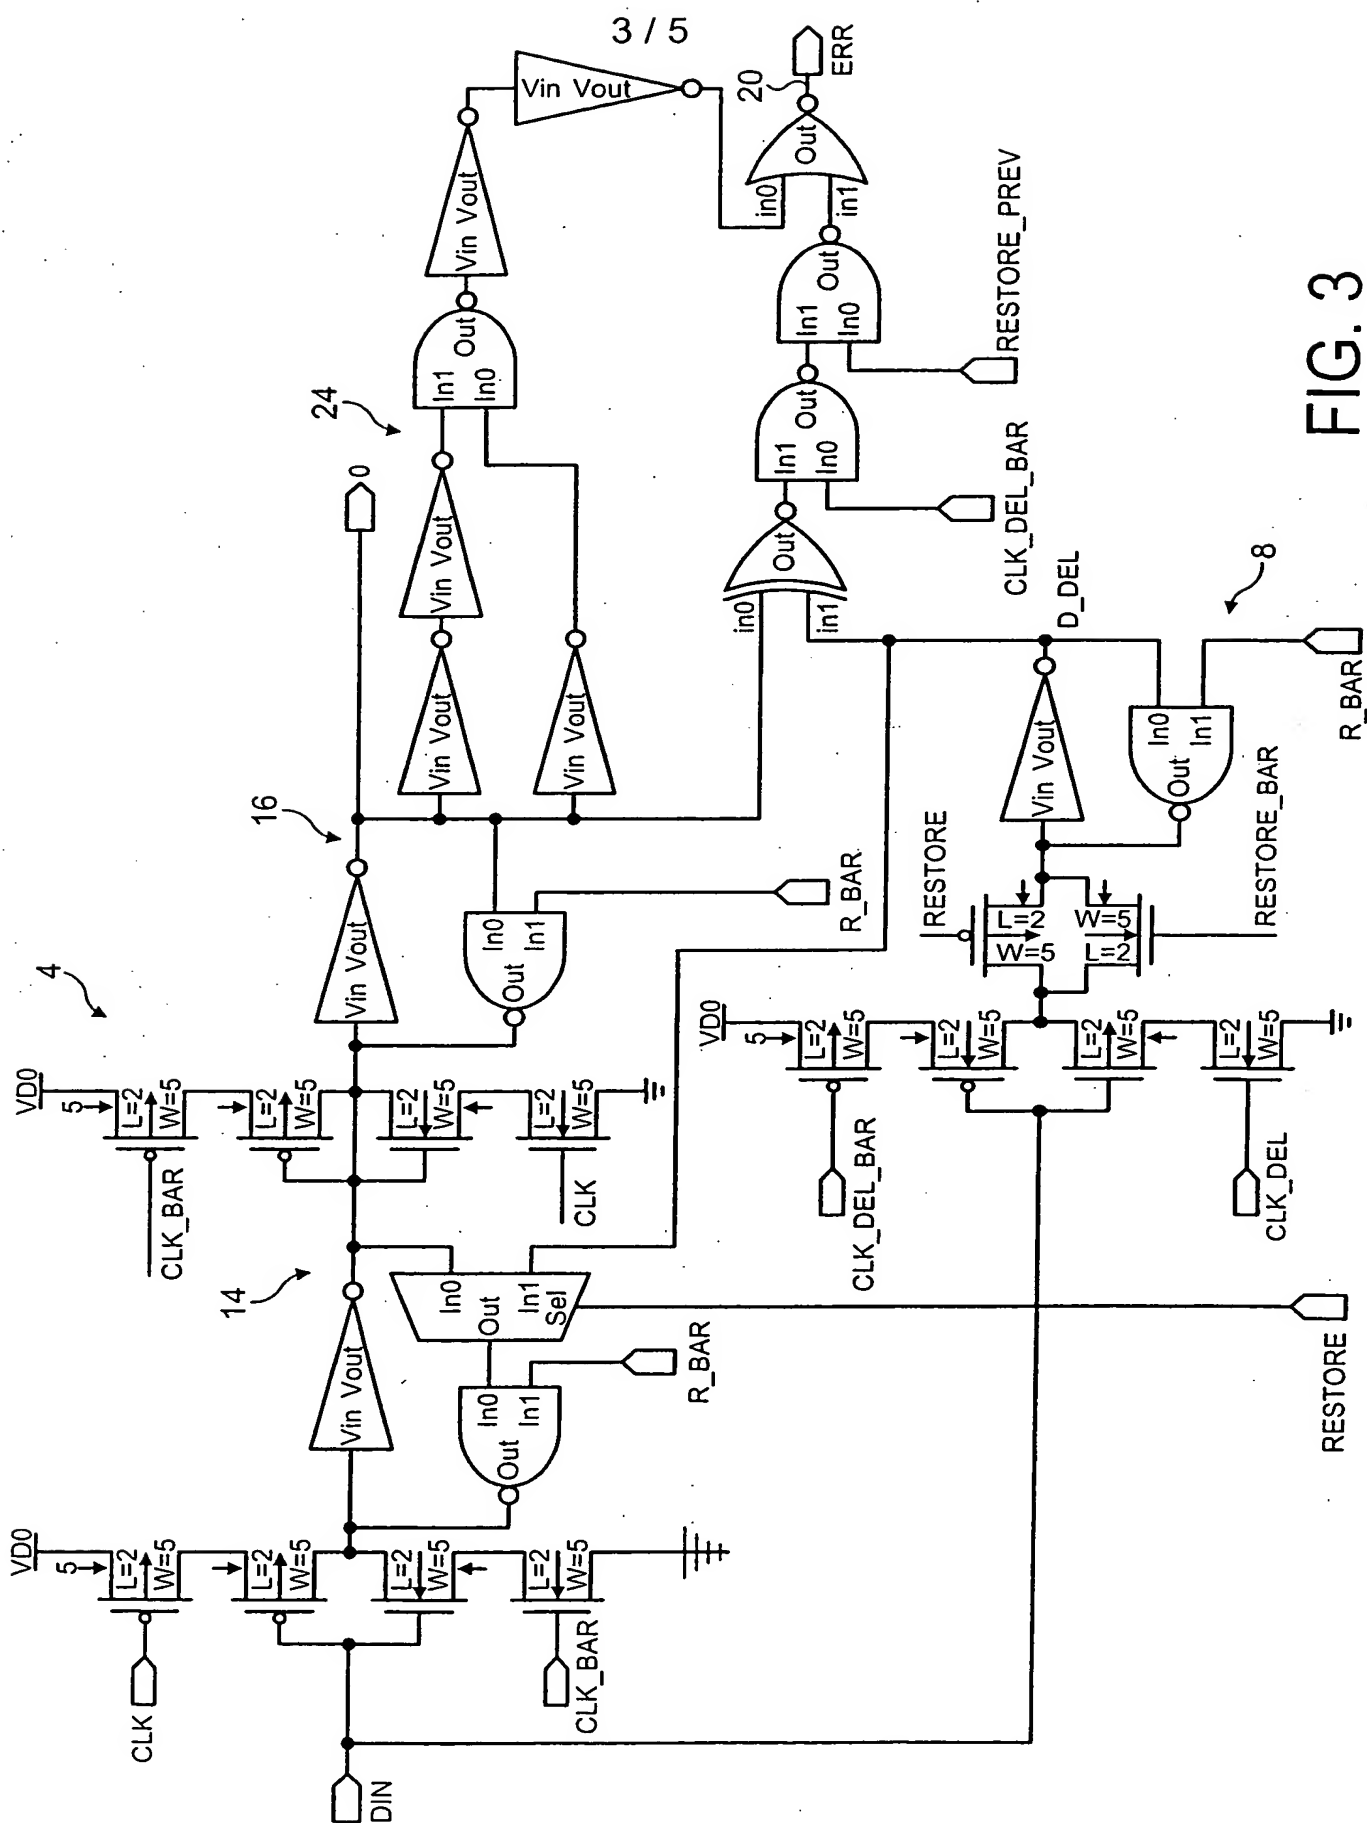 3 / 5
DIN
CLK
VD0
5
L=2
W=5
L=2
W=5
L=2
W=5
L=2
W=5
CLK_BAR
Vin Vout
14
In0
In1
Out
In0
In1
Out
Sel
R_BAR
RESTORE
4
CLK_BAR
VD0
5
L=2
W=5
L=2
W=5
L=2
W=5
L=2
W=5
CLK
Vin Vout
16
In0
In1
Out
R_BAR
0
Vin Vout
Vin Vout
Vin Vout
24
In1
In0
Out
Vin Vout
Vin Vout
in0
in1
Out
CLK_DEL_BAR
In1
In0
Out
RESTORE_PREV
In1
In0
Out
in0
in1
Out
20
ERR
CLK_DEL_BAR
VD0
5
L=2
W=5
L=2
W=5
L=2
W=5
L=2
W=5
CLK_DEL
RESTORE
L=2
W=5
W=5
L=2
RESTORE_BAR
Vin Vout
D_DEL
In0
In1
Out
R_BAR
8
FIG. 3